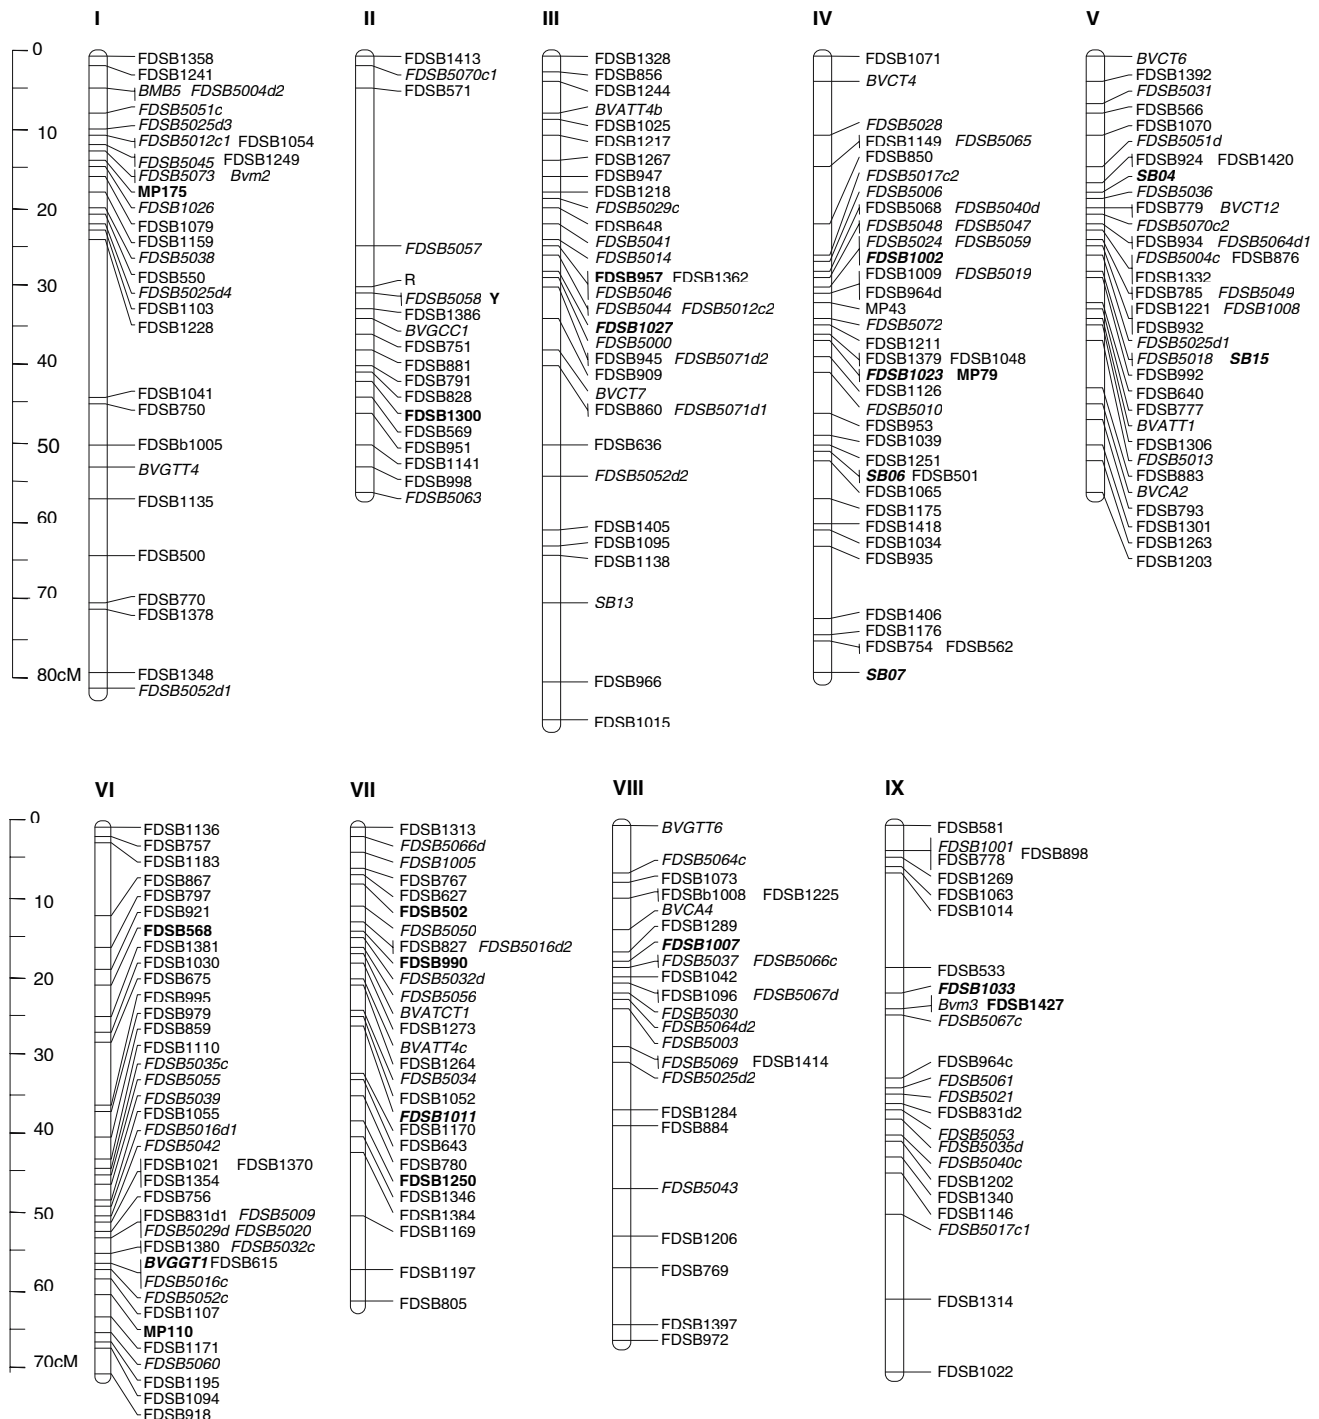 I II III IV V
0
10
20
30
40
50
60
70
80cM
FDSB1358
FDSB1241
BMB5 FDSB5004d2
FDSB5051c
FDSB5025d3
FDSB5012c1 FDSB1054
FDSB5045 FDSB1249
FDSB5073 Bvm2
MP175
FDSB1026
FDSB1079
FDSB1159
FDSB5038
FDSB550
FDSB5025d4
FDSB1103
FDSB1228
FDSB1041
FDSB750
FDSBb1005
BVGTT4
FDSB1135
FDSB500
FDSB770
FDSB1378
FDSB1348
FDSB5052d1
FDSB1413
FDSB5070c1
FDSB571
FDSB5057
R
FDSB5058 Y
FDSB1386
BVGCC1
FDSB751
FDSB881
FDSB791
FDSB828
FDSB1300
FDSB569
FDSB951
FDSB1141
FDSB998
FDSB5063
FDSB1328
FDSB856
FDSB1244
BVATT4b
FDSB1025
FDSB1217
FDSB1267
FDSB947
FDSB1218
FDSB5029c
FDSB648
FDSB5041
FDSB5014
FDSB957 FDSB1362
FDSB5046
FDSB5044 FDSB5012c2
FDSB1027
FDSB5000
FDSB945 FDSB5071d2
FDSB909
BVCT7
FDSB860 FDSB5071d1
FDSB636
FDSB5052d2
FDSB1405
FDSB1095
FDSB1138
SB13
FDSB966
FDSB1015
FDSB1071
BVCT4
FDSB5028
FDSB1149 FDSB5065
FDSB850
FDSB5017c2
FDSB5006
FDSB5068 FDSB5040d
FDSB5048 FDSB5047
FDSB5024 FDSB5059
FDSB1002
FDSB1009 FDSB5019
FDSB964d
MP43
FDSB5072
FDSB1211
FDSB1379 FDSB1048
FDSB1023 MP79
FDSB1126
FDSB5010
FDSB953
FDSB1039
FDSB1251
SB06 FDSB501
FDSB1065
FDSB1175
FDSB1418
FDSB1034
FDSB935
FDSB1406
FDSB1176
FDSB754 FDSB562
SB07
BVCT6
FDSB1392
FDSB5031
FDSB566
FDSB1070
FDSB5051d
FDSB924 FDSB1420
SB04
FDSB5036
FDSB779 BVCT12
FDSB5070c2
FDSB934 FDSB5064d1
FDSB5004c FDSB876
FDSB1332
FDSB785 FDSB5049
FDSB1221 FDSB1008
FDSB932
FDSB5025d1
FDSB5018 SB15
FDSB992
FDSB640
FDSB777
BVATT1
FDSB1306
FDSB5013
FDSB883
BVCA2
FDSB793
FDSB1301
FDSB1263
FDSB1203
VI VII VIII IX
0
10
20
30
40
50
60
70cM
FDSB1136
FDSB757
FDSB1183
FDSB867
FDSB797
FDSB921
FDSB568
FDSB1381
FDSB1030
FDSB675
FDSB995
FDSB979
FDSB859
FDSB1110
FDSB5035c
FDSB5055
FDSB5039
FDSB1055
FDSB5016d1
FDSB5042
FDSB1021 FDSB1370
FDSB1354
FDSB756
FDSB831d1 FDSB5009
FDSB5029d FDSB5020
FDSB1380 FDSB5032c
BVGGT1 FDSB615
FDSB5016c
FDSB5052c
FDSB1107
MP110
FDSB1171
FDSB5060
FDSB1195
FDSB1094
FDSB918
FDSB1313
FDSB5066d
FDSB1005
FDSB767
FDSB627
FDSB502
FDSB5050
FDSB827 FDSB5016d2
FDSB990
FDSB5032d
FDSB5056
BVATCT1
FDSB1273
BVATT4c
FDSB1264
FDSB5034
FDSB1052
FDSB1011
FDSB1170
FDSB643
FDSB780
FDSB1250
FDSB1346
FDSB1384
FDSB1169
FDSB1197
FDSB805
BVGTT6
FDSB5064c
FDSB1073
FDSBb1008 FDSB1225
BVCA4
FDSB1289
FDSB1007
FDSB5037 FDSB5066c
FDSB1042
FDSB1096 FDSB5067d
FDSB5030
FDSB5064d2
FDSB5003
FDSB5069 FDSB1414
FDSB5025d2
FDSB1284
FDSB884
FDSB5043
FDSB1206
FDSB769
FDSB1397
FDSB972
FDSB581
FDSB1001
FDSB778 FDSB898
FDSB1269
FDSB1063
FDSB1014
FDSB533
FDSB1033
Bvm3 FDSB1427
FDSB5067c
FDSB964c
FDSB5061
FDSB5021
FDSB831d2
FDSB5053
FDSB5035d
FDSB5040c
FDSB1202
FDSB1340
FDSB1146
FDSB5017c1
FDSB1314
FDSB1022